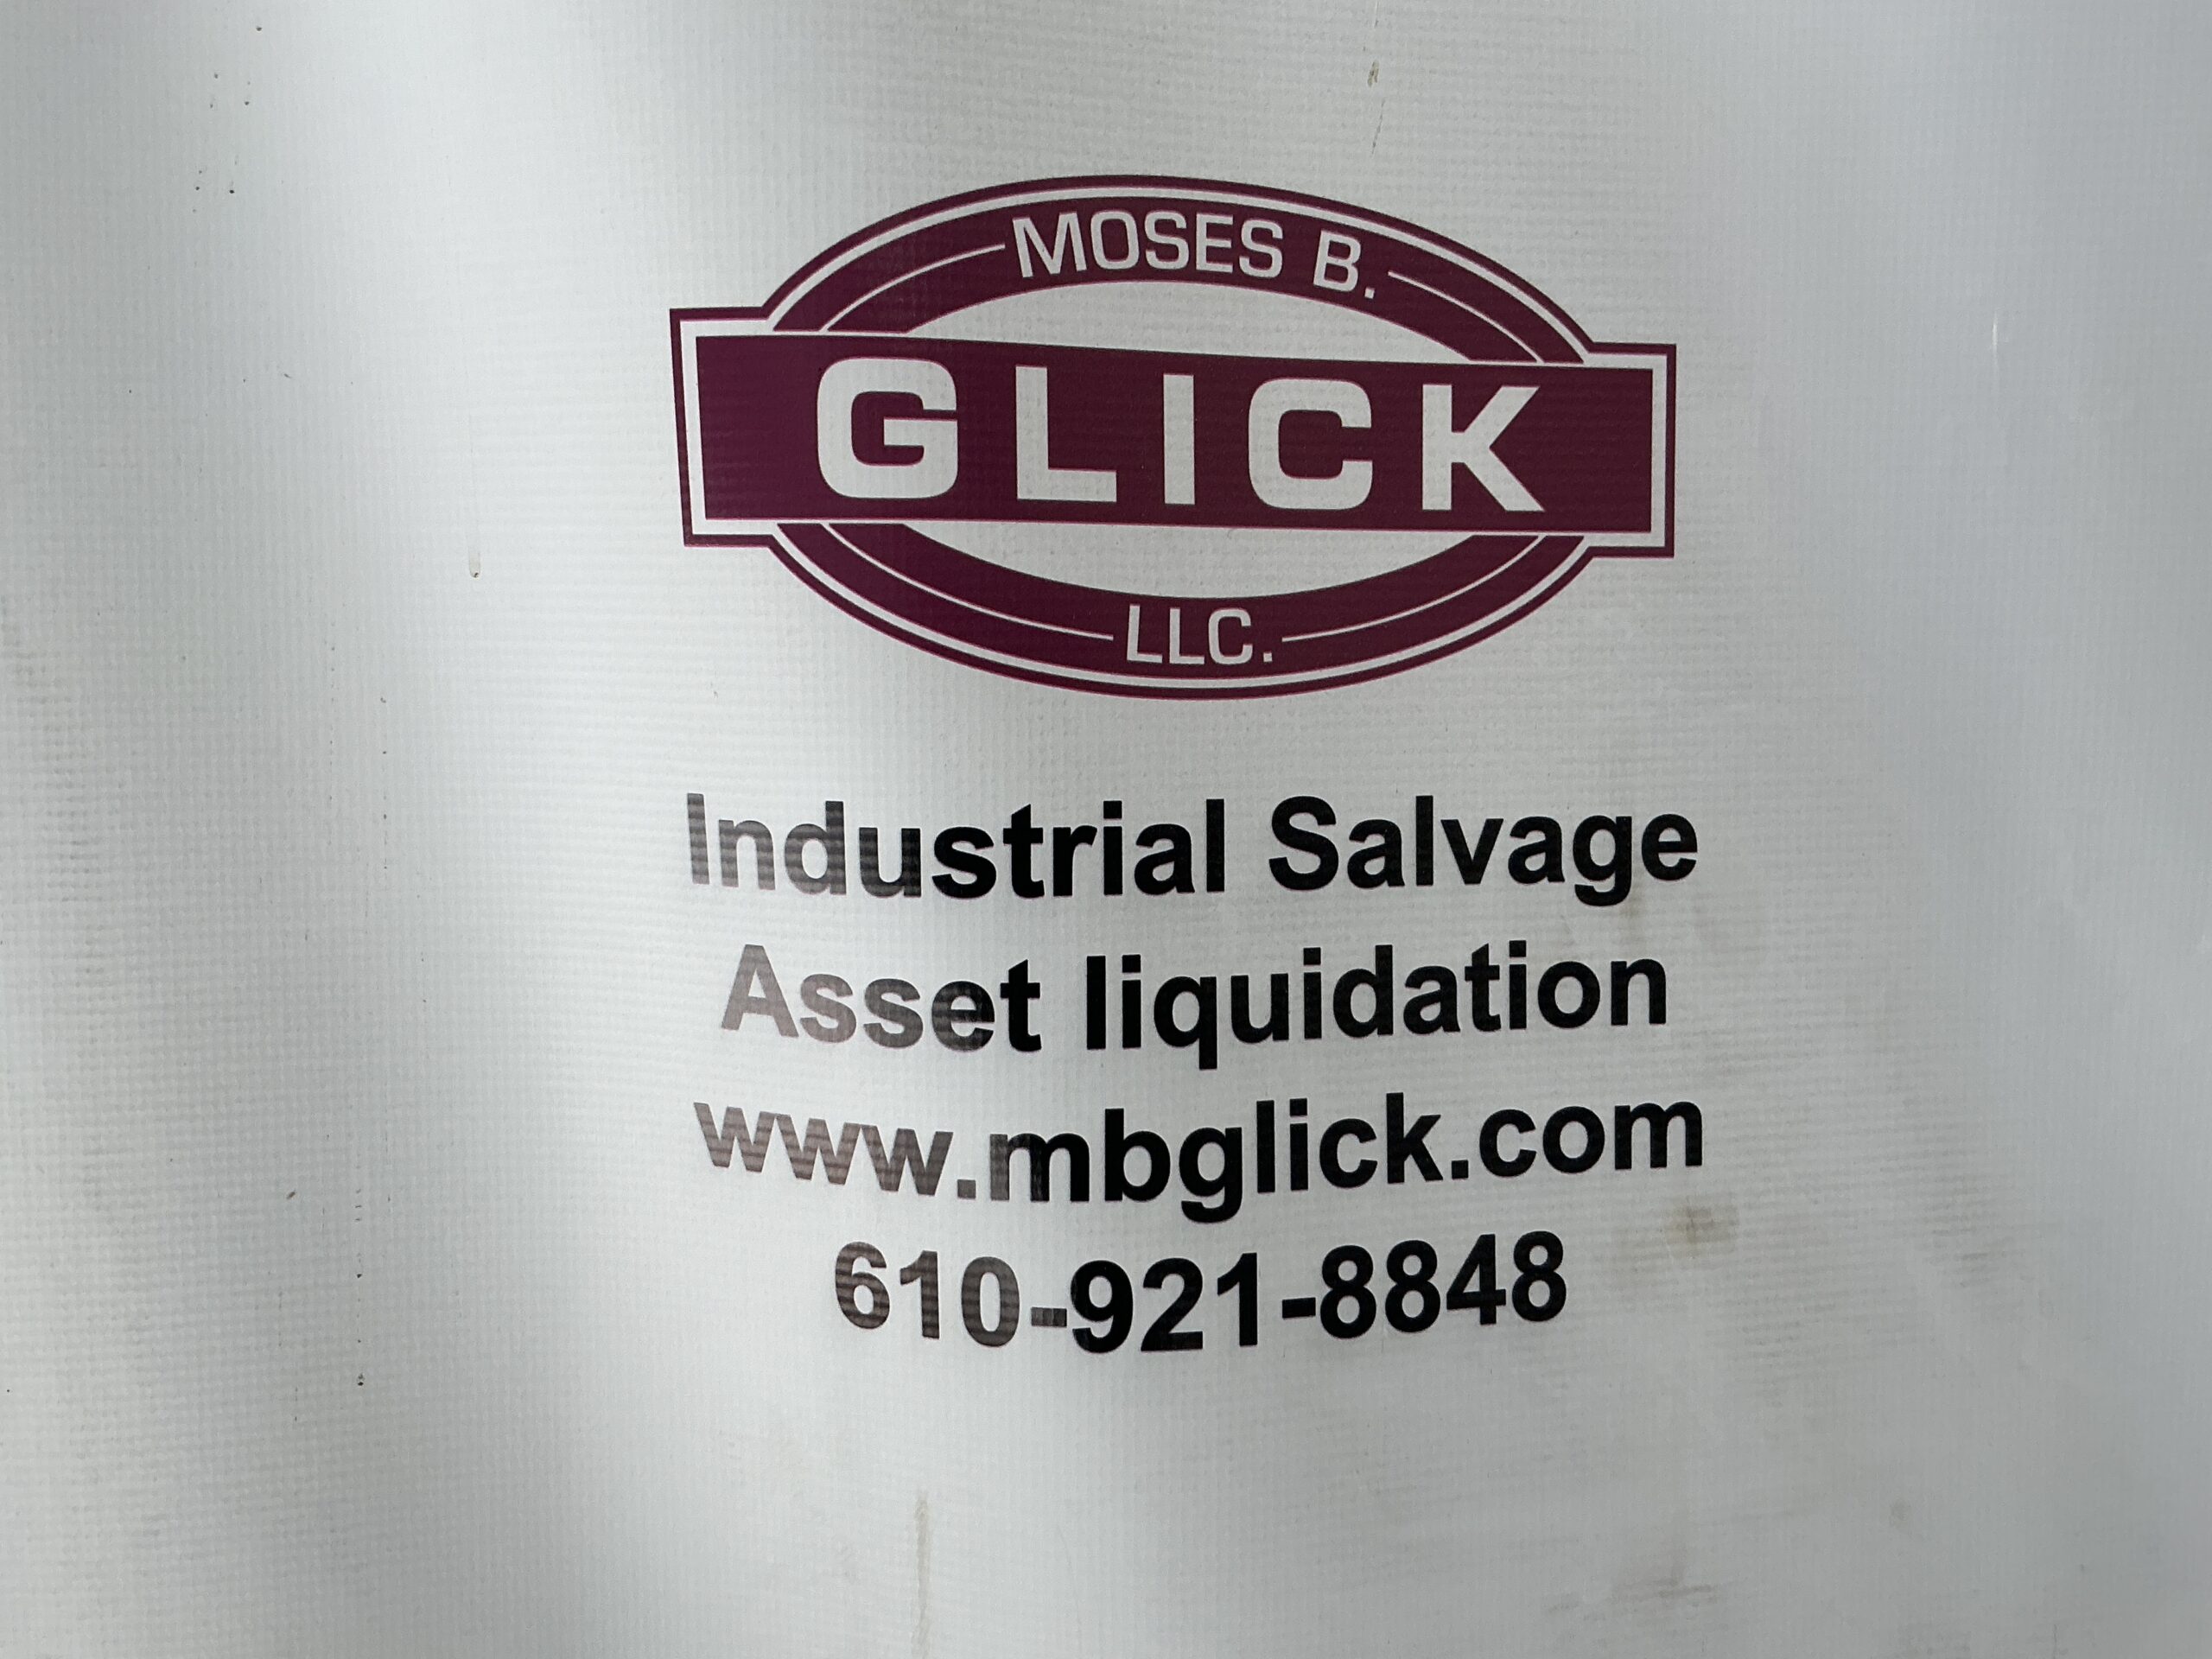 MOSES B.
GLICK
LLC.
Industrial Salvage
Asset liquidation
www.mbglick.com
610-921-8848